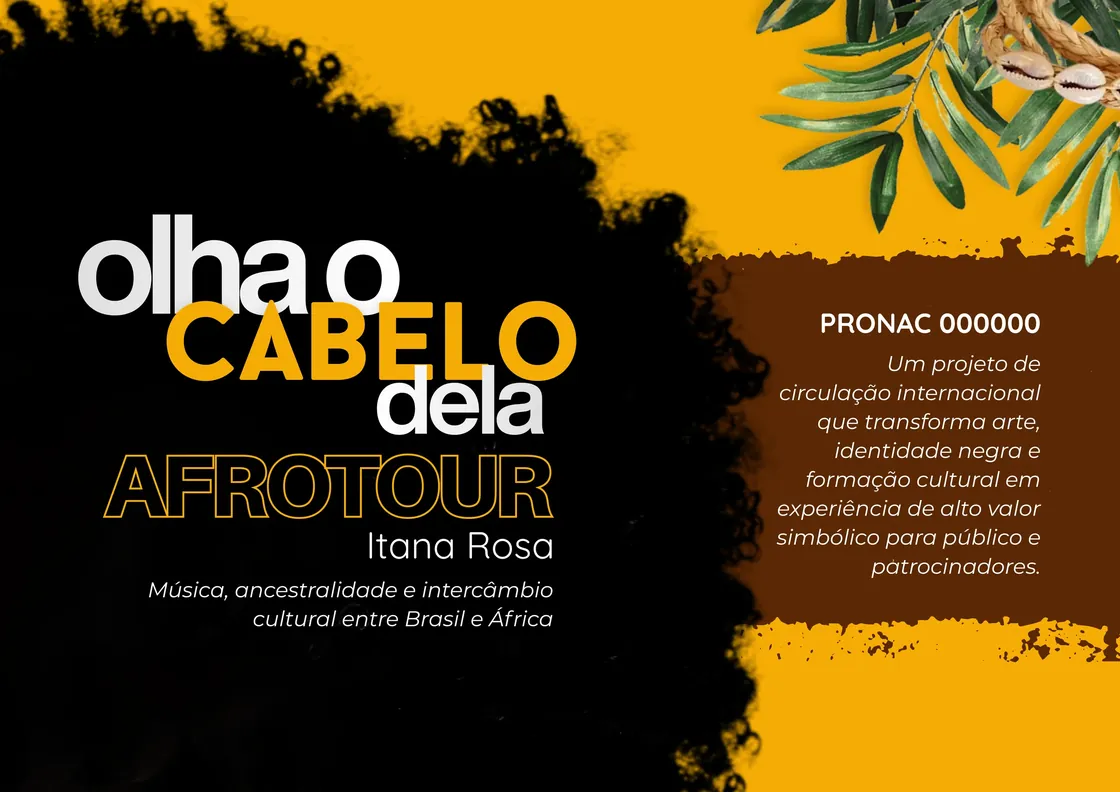 olha o
CABELO
dela
AFROTOUR
Itana Rosa
Música, ancestralidade e intercâmbio
cultural entre Brasil e África
PRONAC 000000
Um projeto de
circulação internacional
que transforma arte,
identidade negra e
formação cultural em
experiência de alto valor
simbólico para público e
patrocinadores.